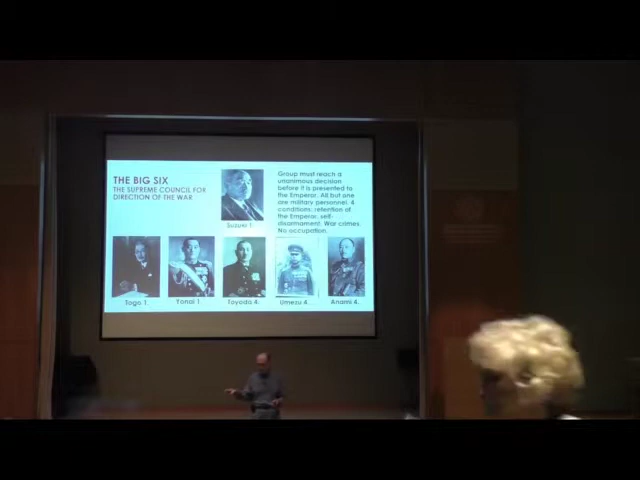 THE BIG SIX
THE SUPREME COUNCIL FOR
DIRECTION OF THE WAR
Group must reach a
unanimous decision
before it is presented to
the Emperor. All but one
are military personnel. 4
conditions: retention of
the Emperor, self-
disarmament. War crimes.
No occupation.
Suzuki 1.
Togo 1.
Yonai 1
Toyoda 4.
Umezu 4.
Anami 4.